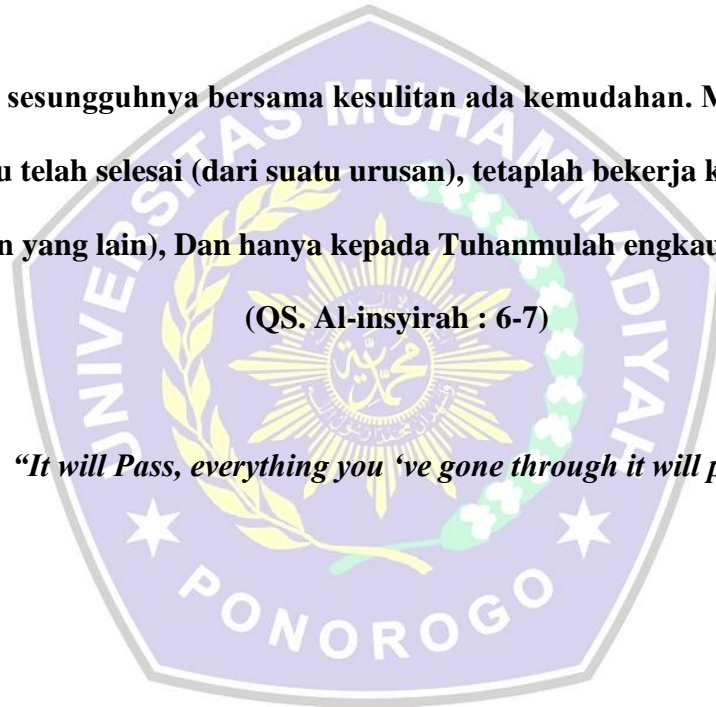 sesungguhnya bersama kesulitan ada kemudahan. M
u telah selesai (dari suatu urusan), tetaplah bekerja k
n yang lain), Dan hanya kepada Tuhanmulah engkau
(QS. Al-insyirah : 6-7)
“It will Pass, everything you ‘ve gone through it will p
UNIVERSITAS MUHAMMADIYAH
PONOROGO